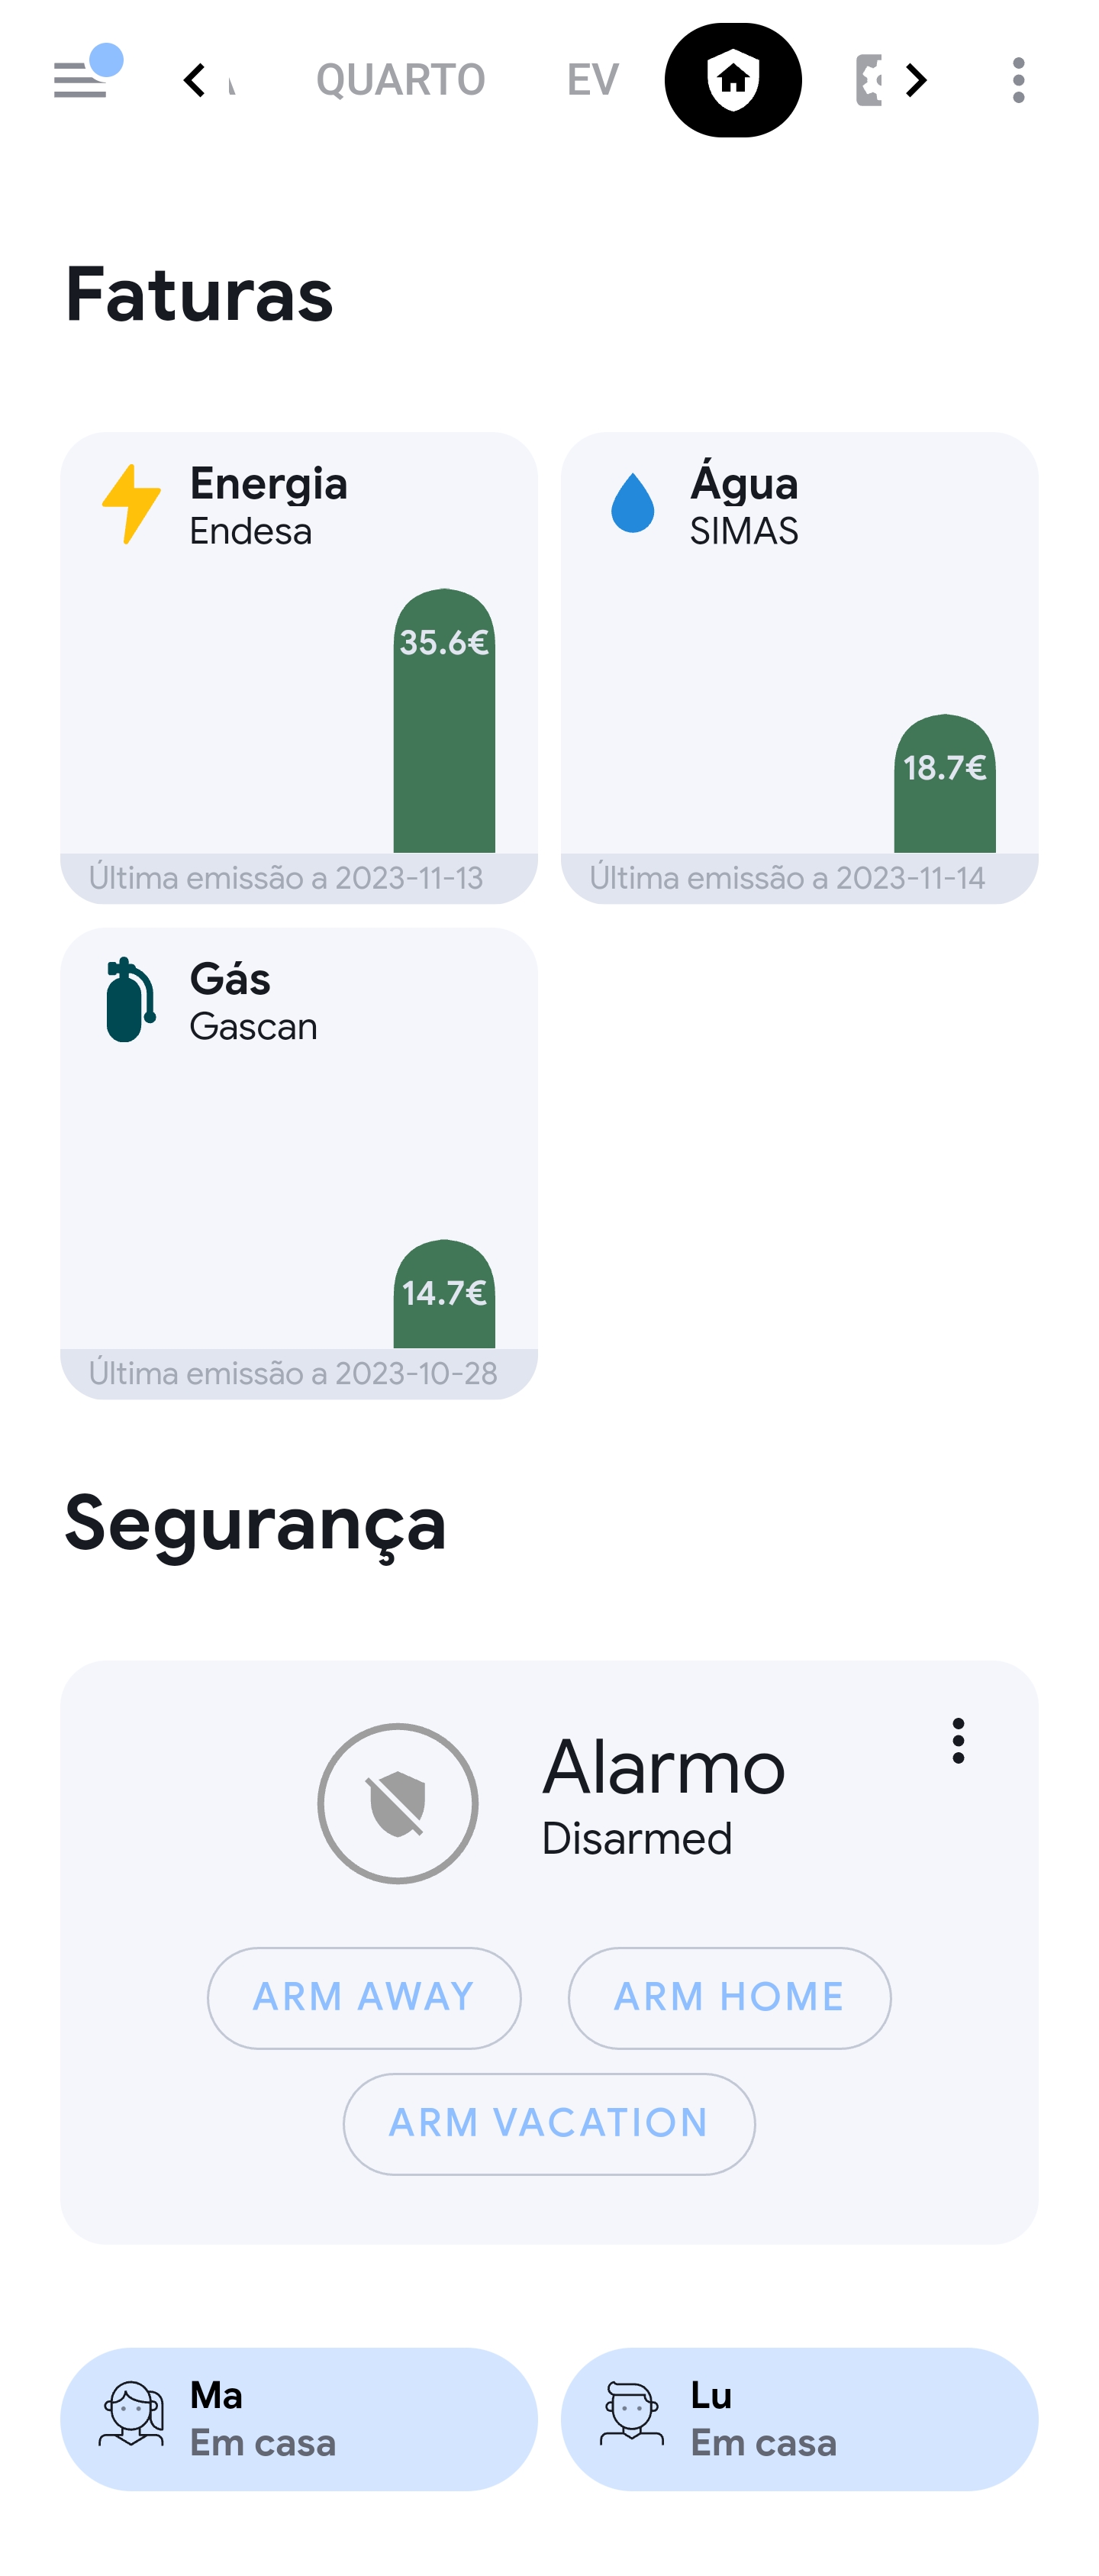 QUARTO
EV
Faturas
Energia
Endesa
35.6€
Última emissão a 2023-11-13
Água
SIMAS
18.7€
Última emissão a 2023-11-14
Gás
Gascan
14.7€
Última emissão a 2023-10-28
Segurança
Alarmo
Disarmed
ARM AWAY
ARM HOME
ARM VACATION
Ma
Em casa
Lu
Em casa